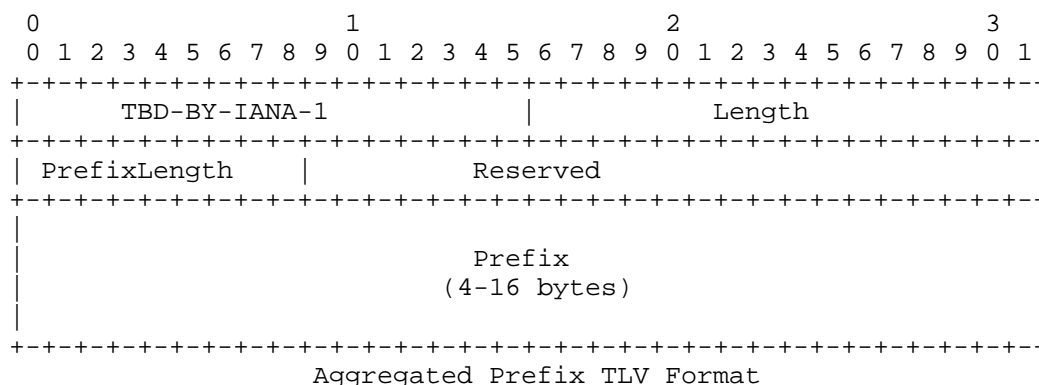 0                   1                   2                   3
 0 1 2 3 4 5 6 7 8 9 0 1 2 3 4 5 6 7 8 9 0 1 2 3 4 5 6 7 8 9 0 1
+-+-+-+-+-+-+-+-+-+-+-+-+-+-+-+-+-+-+-+-+-+-+-+-+-+-+-+-+-+-+-+--
|      TBD-BY-IANA-1            |           Length
+-+-+-+-+-+-+-+-+-+-+-+-+-+-+-+-+-+-+-+-+-+-+-+-+-+-+-+-+-+-+-+--
| PrefixLength    |          Reserved
+-+-+-+-+-+-+-+-+-+-+-+-+-+-+-+-+-+-+-+-+-+-+-+-+-+-+-+-+-+-+-+--
|
|                            Prefix
|                          (4-16 bytes)
|
+-+-+-+-+-+-+-+-+-+-+-+-+-+-+-+-+-+-+-+-+-+-+-+-+-+-+-+-+-+-+-+--
                  Aggregated Prefix TLV Format